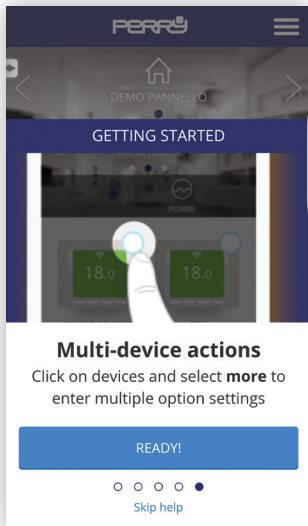 PERRY
DEMO PANNELLO
GETTING STARTED
POWER
18.0
18.0
Multi-device actions
Click on devices and select more to
enter multiple option settings
READY!
Skip help